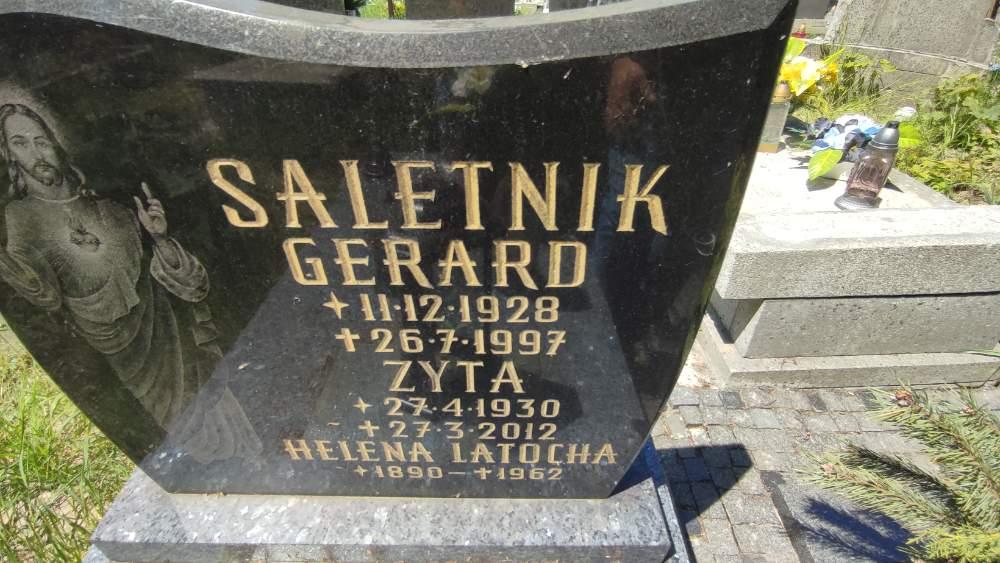 SALETNIK
GERARD
+ 11·12·1928
+ 26·7·1997
ZYTA
+ 27·4·1930
+ 27·3·2012
HELENA LATOCHA
+1890—+1962